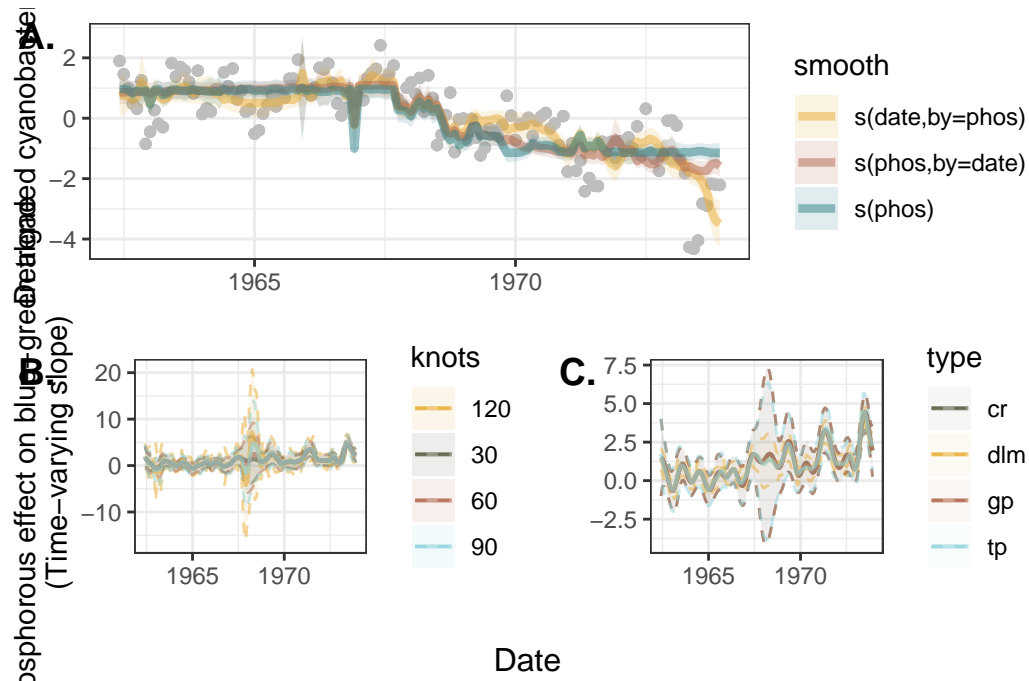 A.
2
0
−2
−4
1965
1970
smooth
s(date,by=phos)
s(phos,by=date)
s(phos)
B.
20
10
0
−10
1965
1970
knots
120
30
60
90
C.
7.5
5.0
2.5
0.0
−2.5
1965
1970
type
cr
dlm
gp
tp
effect on
(Time−varying slope)
Date